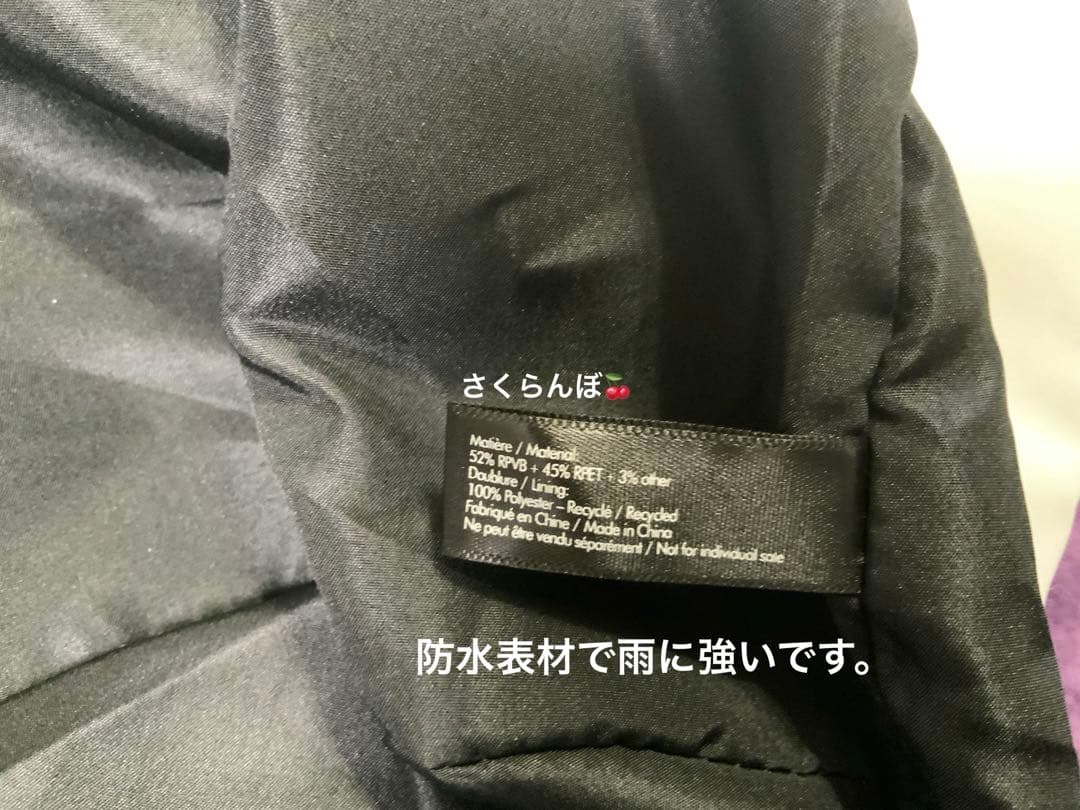 さくらんぼ🍒
Matière / Material:
52% RPVB + 45% RPET + 3% other
Doublure / Lining:
100% Polyester – Recyclé / Recycled
Fabriqué en Chine / Made in China
Ne peut être vendu séparément / Not for individual sale
防水表材で雨に強いです。